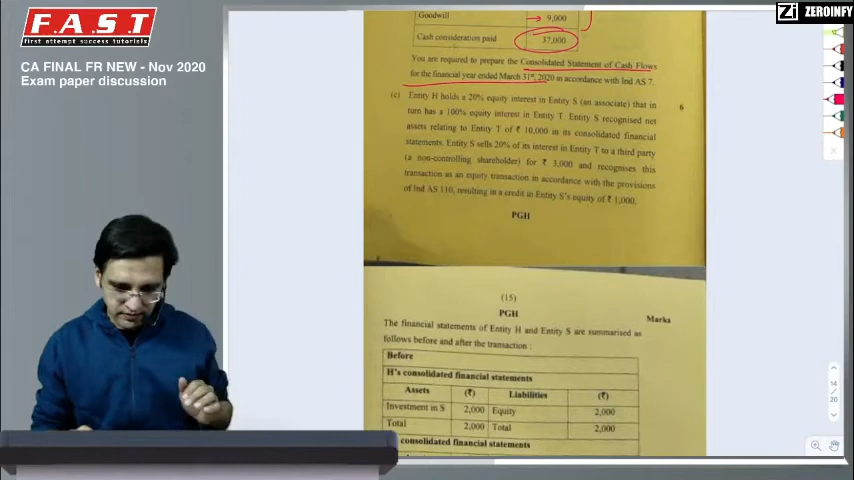 F.A.S.T
first attempt success tutorials
CA FINAL FR NEW - Nov 2020
Exam paper discussion
Zi ZEROINFY
Goodwill 9,000
Cash consideration paid 37,000
You are required to prepare the Consolidated Statement of Cash Flows
for the financial year ended March 31st, 2020 in accordance with Ind AS 7.
(c) Entity H holds a 20% equity interest in Entity S (an associate) that in 6
turn has a 100% equity interest in Entity T. Entity S recognised net
assets relating to Entity T of ₹ 10,000 in its consolidated financial
statements. Entity S sells 20% of its interest in Entity T to a third party
(a non-controlling shareholder) for ₹ 3,000 and recognises this
transaction as an equity transaction in accordance with the provisions
of Ind AS 110, resulting in a credit in Entity S's equity of ₹ 1,000.
PGH
(15)
PGH Marks
The financial statements of Entity H and Entity S are summarised as
follows before and after the transaction :
Before
H's consolidated financial statements
Assets (₹) Liabilities (₹)
Investment in S 2,000 Equity 2,000
Total 2,000 Total 2,000
consolidated financial statements
14
20